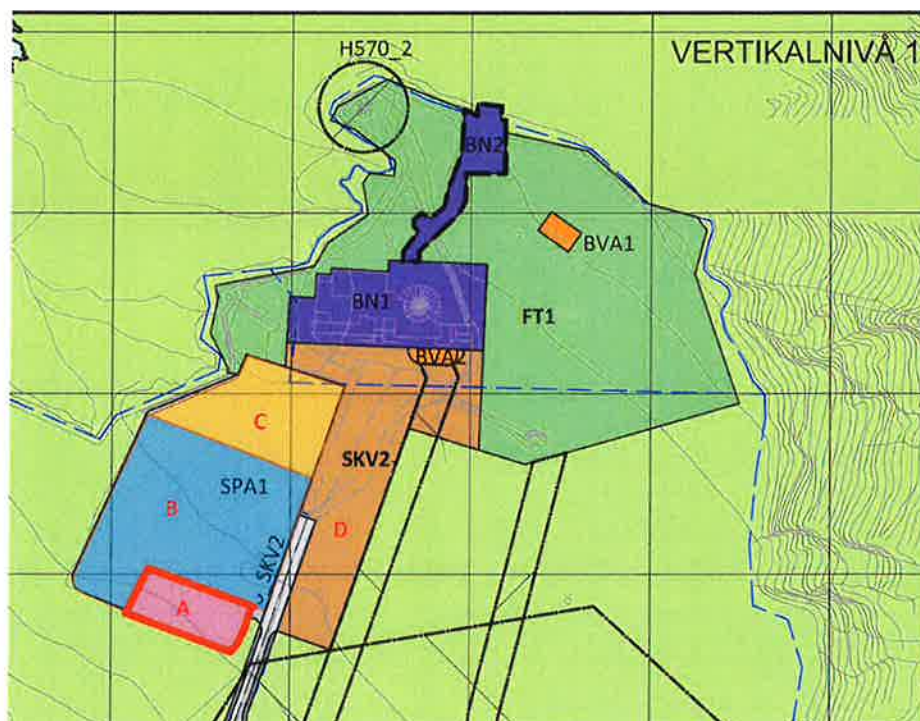 H570_2
VERTIKALNIVÅ 1
BN2
BVA1
BN1
FT1
BVA2
C
SKV2
SPA1
B
D
SKV2
A